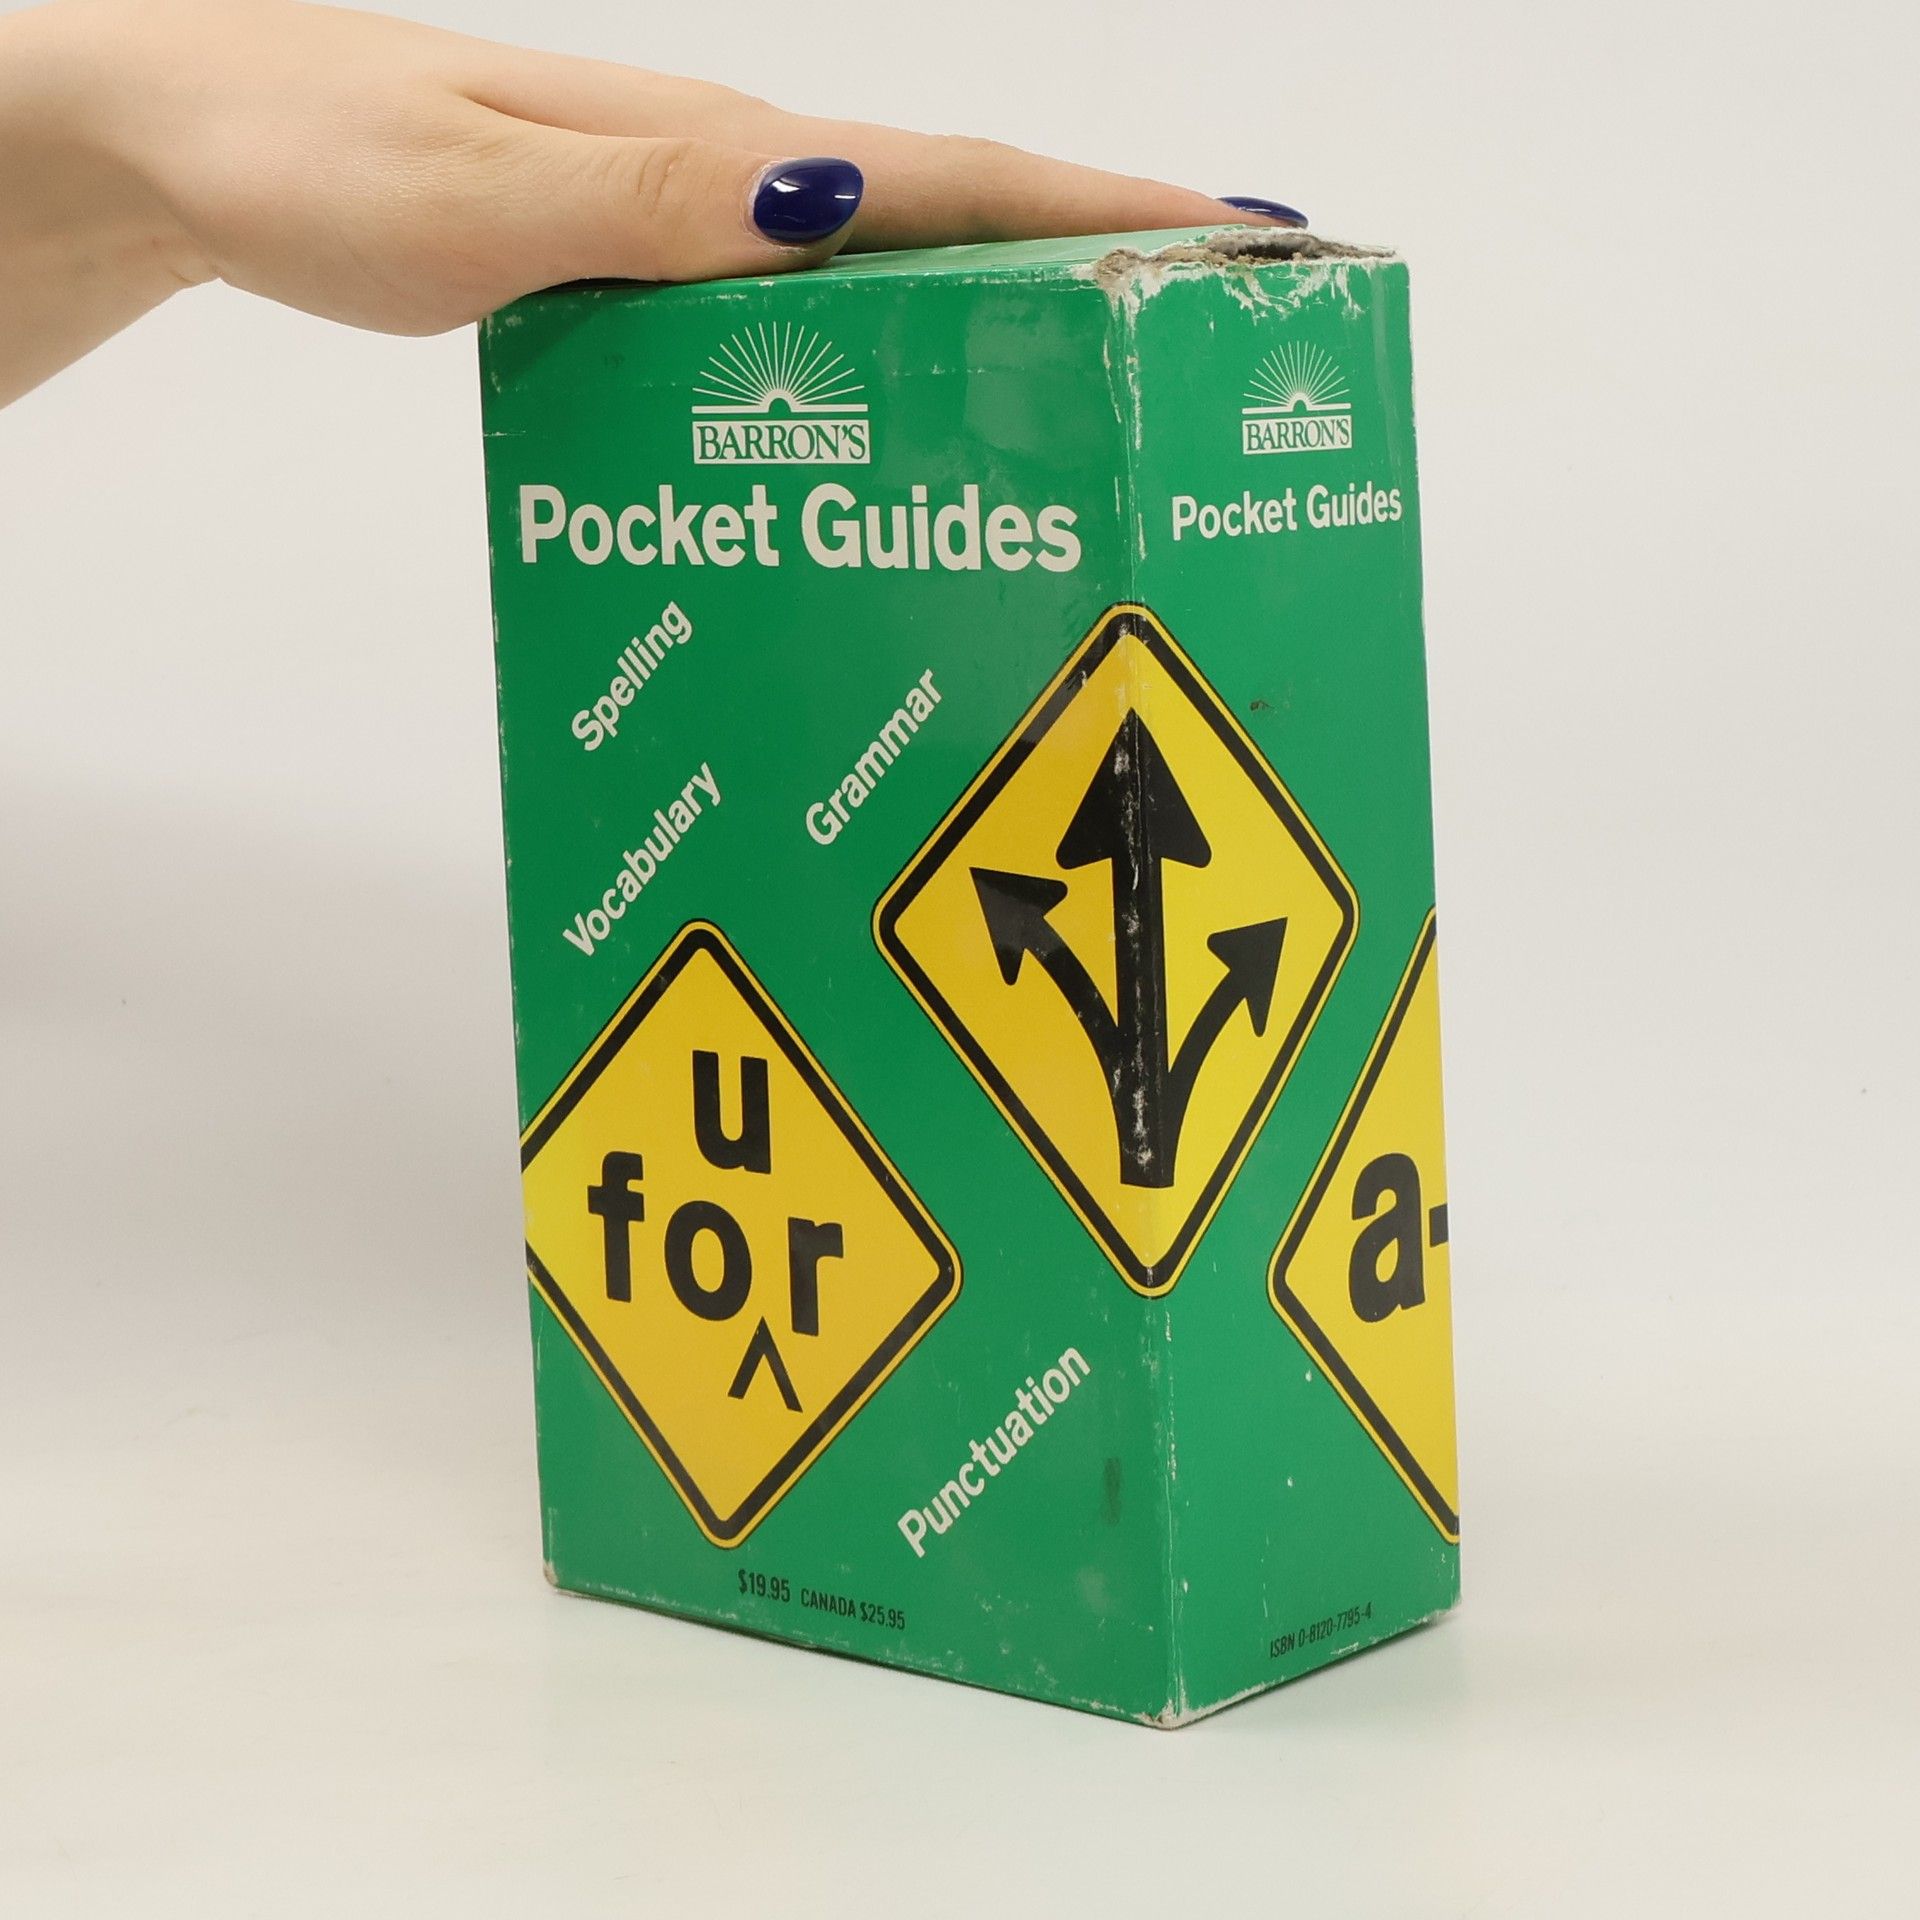 BARRON'S
Pocket Guides
Spelling
Grammar
Vocabulary
u
for
^
Punctuation
$19.95 CANADA $25.95
BARRON'S
Pocket Guides
a-
ISBN 0-8120-7795-4